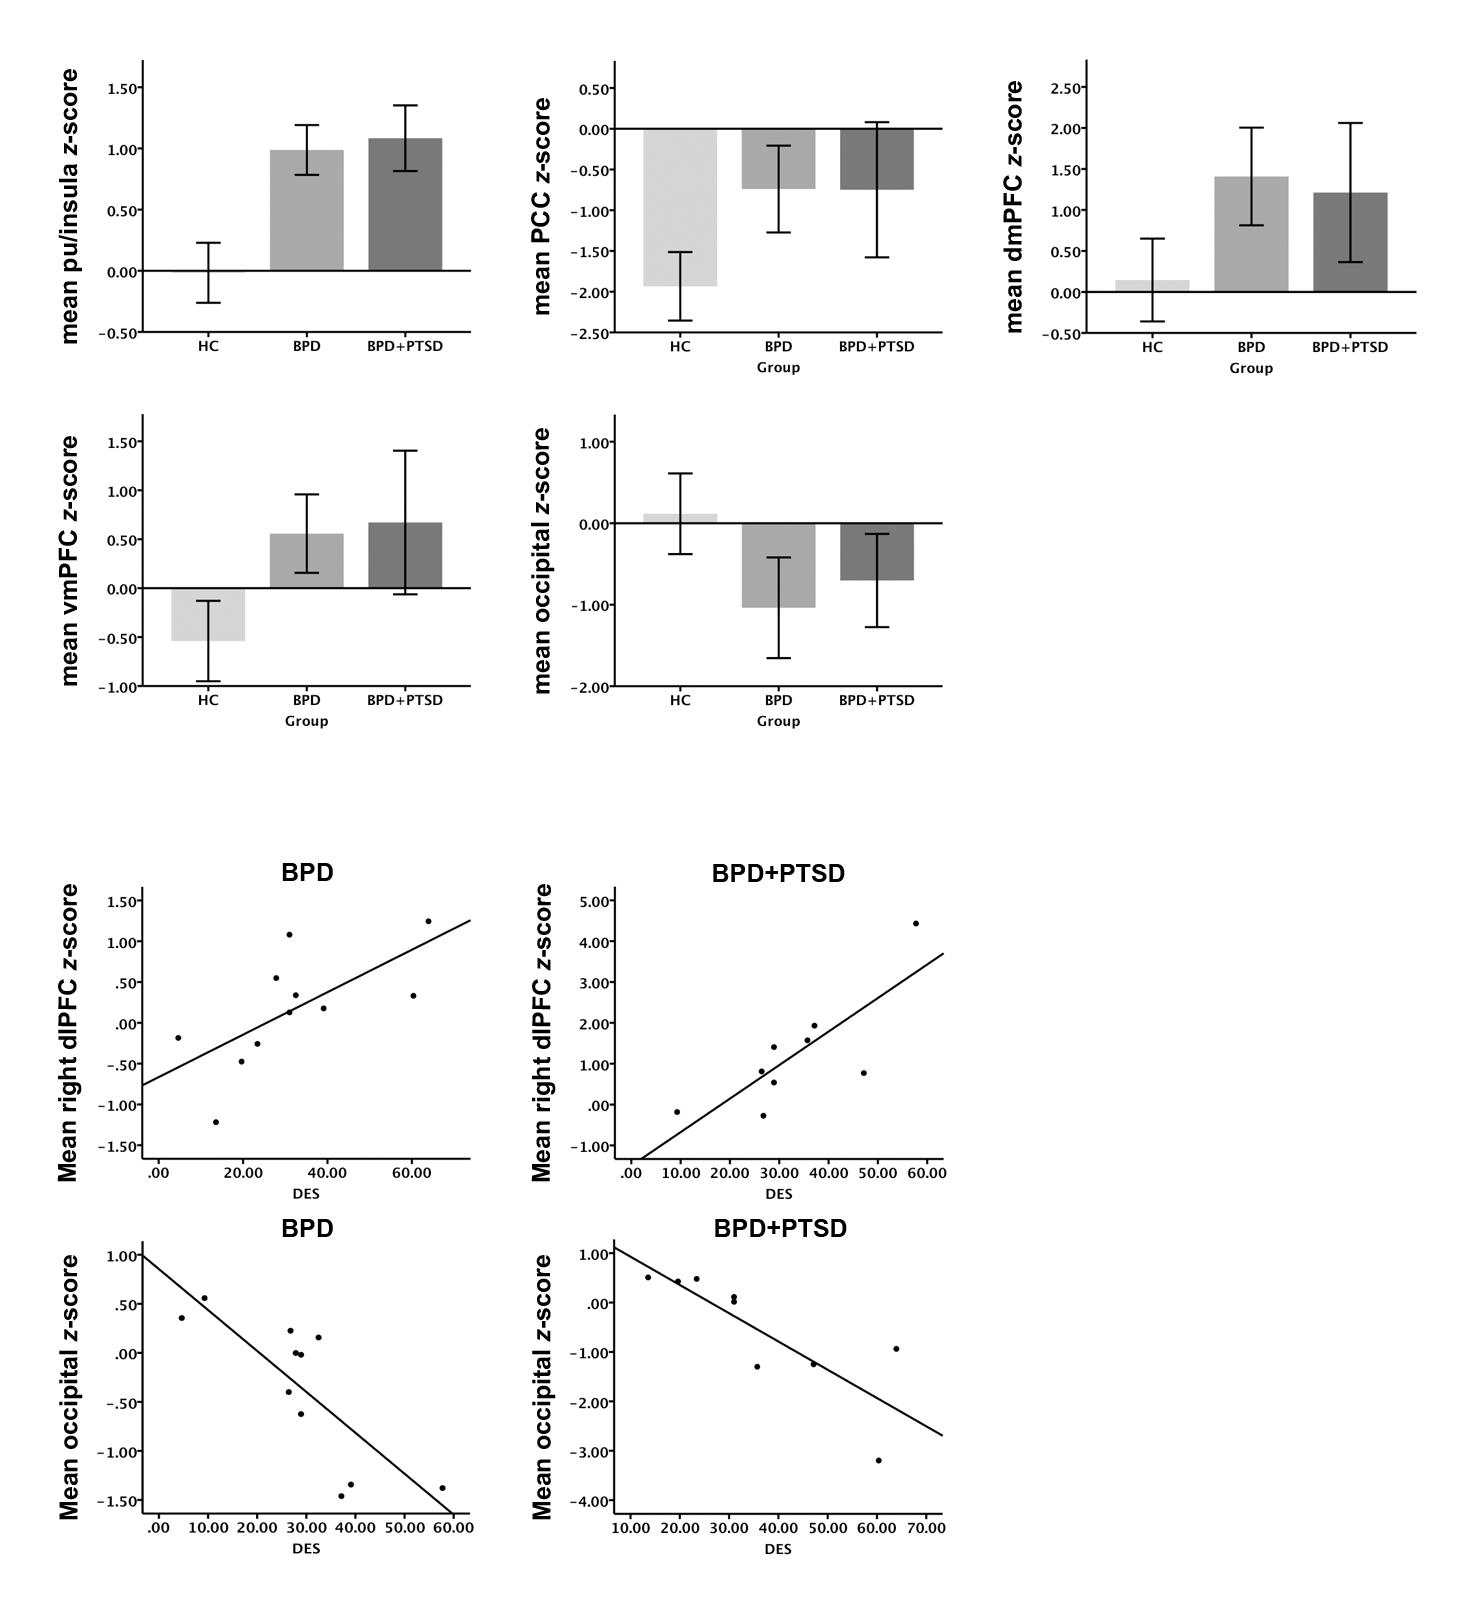 mean pu/insula z-score
1.50
1.00
0.50
0.00
-0.50
HC BPD BPD+PTSD
mean PCC z-score
0.50
0.00
-0.50
-1.00
-1.50
-2.00
-2.50
HC BPD BPD+PTSD
Group
mean dmPFC z-score
2.50
2.00
1.50
1.00
0.50
0.00
-0.50
HC BPD BPD+PTSD
Group
mean vmPFC z-score
1.50
1.00
0.50
0.00
-0.50
-1.00
HC BPD BPD+PTSD
Group
mean occipital z-score
1.00
0.00
-1.00
-2.00
HC BPD BPD+PTSD
Group
BPD
Mean right dlPFC z-score
1.50
1.00
.50
.00
-.50
-1.00
-1.50
.00 20.00 40.00 60.00
DES
BPD+PTSD
Mean right dlPFC z-score
5.00
4.00
3.00
2.00
1.00
.00
-1.00
.00 10.00 20.00 30.00 40.00 50.00 60.00
DES
BPD
Mean occipital z-score
1.00
.50
.00
-.50
-1.00
-1.50
.00 10.00 20.00 30.00 40.00 50.00 60.00
DES
BPD+PTSD
Mean occipital z-score
1.00
.00
-1.00
-2.00
-3.00
-4.00
10.00 20.00 30.00 40.00 50.00 60.00 70.00
DES